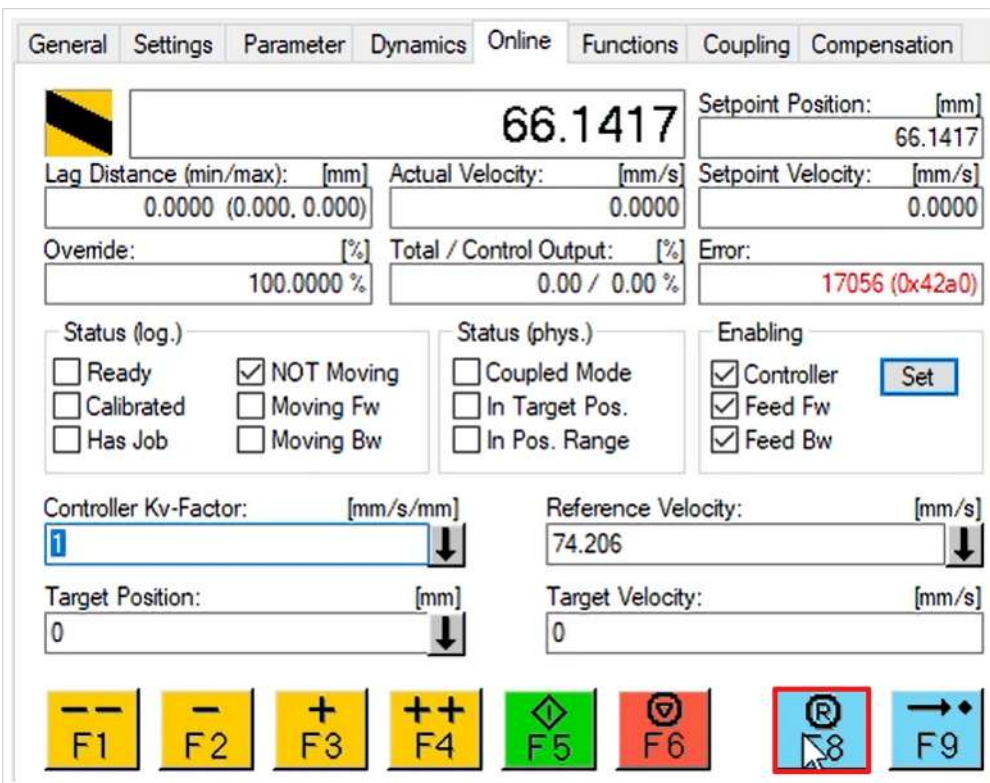 General Settings Parameter Dynamics Online Functions Coupling Compensation
66.1417
Setpoint Position: [mm]
66.1417
Lag Distance (min/max): [mm] Actual Velocity: [mm/s] Setpoint Velocity: [mm/s]
0.0000 (0.000, 0.000) 0.0000 0.0000
Override: [%] Total / Control Output: [%] Error:
100.0000 % 0.00 / 0.00 % 17056 (0x42a0)
Status (log.) Status (phys.) Enabling
Ready NOT Moving Coupled Mode Controller Set
Calibrated Moving Fw In Target Pos. Feed Fw
Has Job Moving Bw In Pos. Range Feed Bw
Controller Kv-Factor: [mm/s/mm] Reference Velocity: [mm/s]
1 74.206
Target Position: [mm] Target Velocity: [mm/s]
0 0
-- - + ++ R
F1 F2 F3 F4 F5 F6 F8 F9